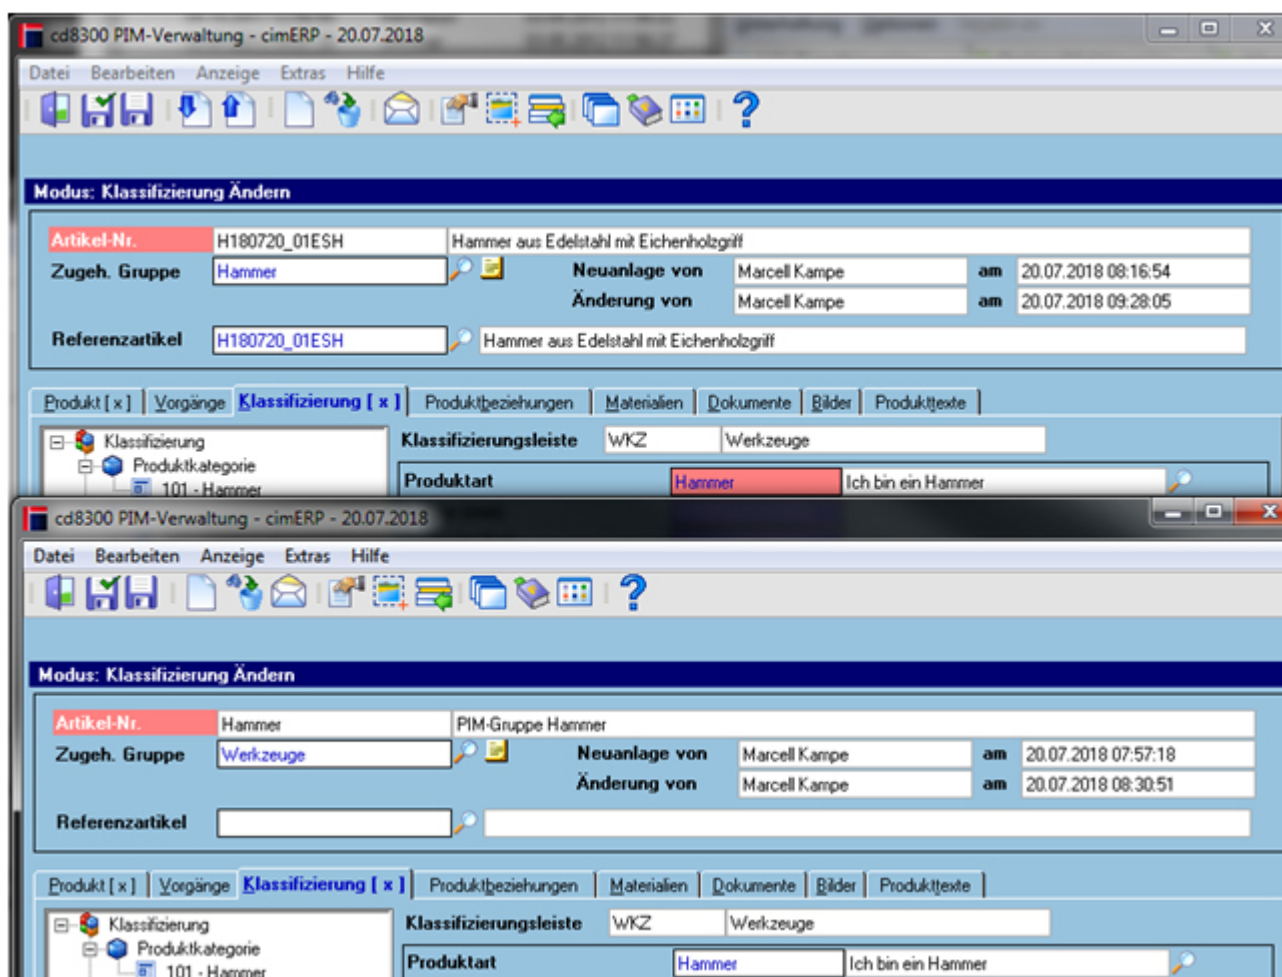 cd8300 PIM-Verwaltung - cimERP - 20.07.2018
Datei Bearbeiten Anzeige Extras Hilfe
Modus: Klassifizierung Ändern
Artikel-Nr. H180720_01ESH Hammer aus Edelstahl mit Eichenholzgriff
Zugeh. Gruppe Hammer Neuanlage von Marcell Kampe am 20.07.2018 08:16:54
Änderung von Marcell Kampe am 20.07.2018 09:28:05
Referenzartikel H180720_01ESH Hammer aus Edelstahl mit Eichenholzgriff
Produkt [ x ] Vorgänge Klassifizierung [ x ] Produktbeziehungen Materialien Dokumente Bilder Produkttexte
Klassifizierung Klassifizierungsleiste WKZ Werkzeuge
Produktkategorie
101 - Hammer Produktart Hammer Ich bin ein Hammer
cd8300 PIM-Verwaltung - cimERP - 20.07.2018
Datei Bearbeiten Anzeige Extras Hilfe
Modus: Klassifizierung Ändern
Artikel-Nr. Hammer PIM-Gruppe Hammer
Zugeh. Gruppe Werkzeuge Neuanlage von Marcell Kampe am 20.07.2018 07:57:18
Änderung von Marcell Kampe am 20.07.2018 08:30:51
Referenzartikel
Produkt [ x ] Vorgänge Klassifizierung [ x ] Produktbeziehungen Materialien Dokumente Bilder Produkttexte
Klassifizierung Klassifizierungsleiste WKZ Werkzeuge
Produktkategorie
101 - Hammer Produktart Hammer Ich bin ein Hammer